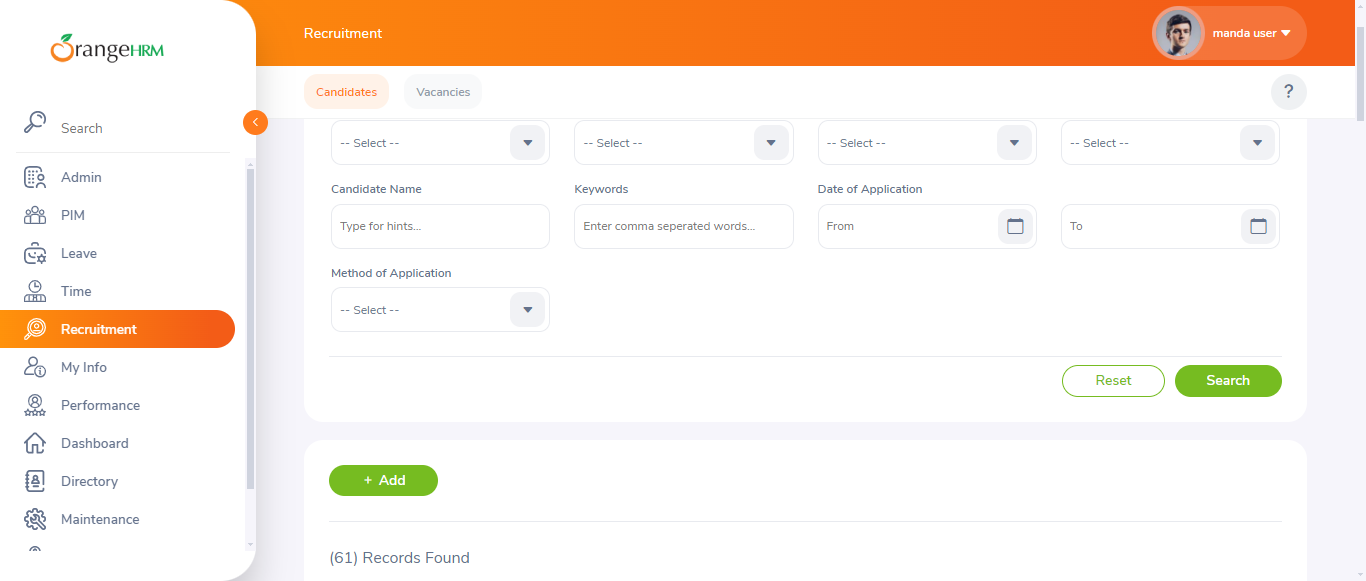 OrangeHRM
Search
Admin
PIM
Leave
Time
Recruitment
My Info
Performance
Dashboard
Directory
Maintenance
Recruitment
manda user
Candidates
Vacancies
?
-- Select --
-- Select --
-- Select --
-- Select --
Candidate Name
Keywords
Date of Application
Type for hints...
Enter comma seperated words...
From
To
Method of Application
-- Select --
Reset
Search
+ Add
(61) Records Found